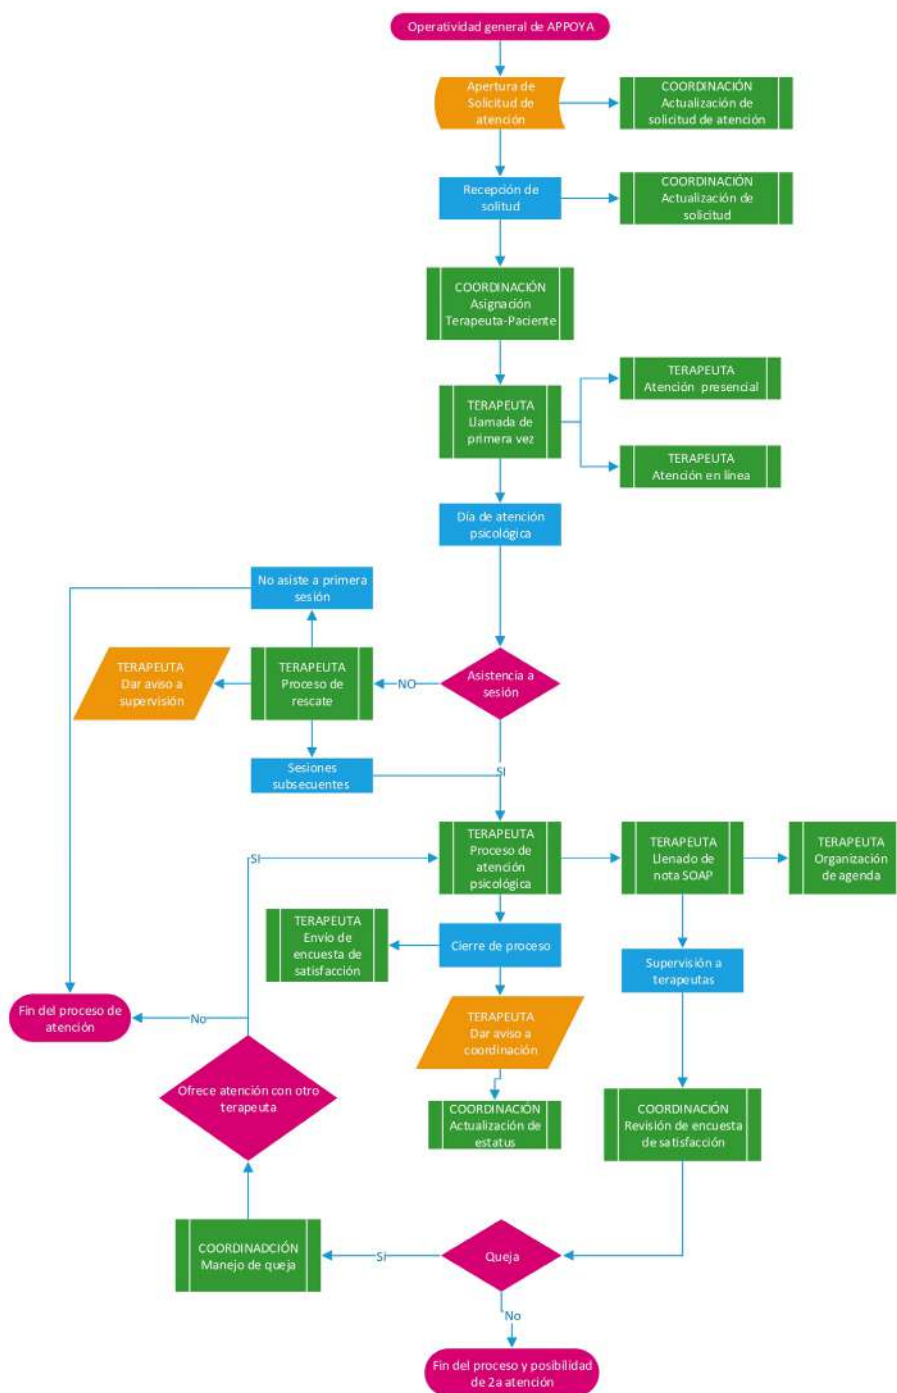 Operatividad general de APPOYA
Apertura de
Solicitud de
atención
COORDINACIÓN
Actualización de
solicitud de atención
Recepción de
solitud
COORDINACIÓN
Actualización de
solicitud
COORDINACIÓN
Asignación
Terapeuta-Paciente
TERAPEUTA
Llamada de
primera vez
TERAPEUTA
Atención presencial
TERAPEUTA
Atención en línea
Día de atención
psicológica
No asiste a primera
sesión
TERAPEUTA
Dar aviso a
supervisión
TERAPEUTA
Proceso de
rescate
NO
Asistencia a
sesión
Sesiones
subsecuentes
SI
SI
TERAPEUTA
Proceso de
atención
psicológica
TERAPEUTA
Llenado de
nota SOAP
TERAPEUTA
Organización
de agenda
TERAPEUTA
Envío de
encuesta de
satisfacción
Cierre de proceso
Supervisión a
terapeutas
Fin del proceso de
atención
No
TERAPEUTA
Dar aviso a
coordinación
Ofrece atención con otro
terapeuta
COORDINACIÓN
Actualización de
estatus
COORDINACIÓN
Revisión de encuesta
de satisfacción
COORDINADCIÓN
Manejo de queja
Si
Queja
No
Fin del proceso y posibilidad
de 2a atención